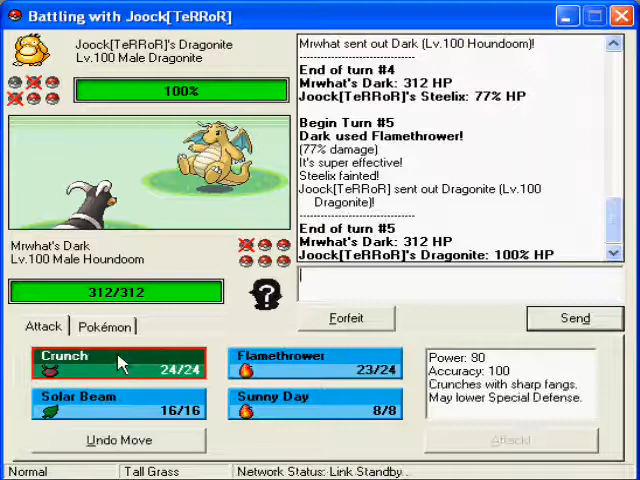 Battling with Joock[TeRRoR]
Joock[TeRRoR]'s Dragonite
Lv.100 Male Dragonite
100%
Mrwhat's Dark
Lv.100 Male Houndoom
312/312
Mrwhat sent out Dark (Lv.100 Houndoom)!
----------------------------------------
End of turn #4
Mrwhat's Dark: 312 HP
Joock[TeRRoR]'s Steelix: 77% HP
Begin Turn #5
Dark used Flamethrower!
(77% damage)
It's super effective!
Steelix fainted!
Joock[TeRRoR] sent out Dragonite (Lv.100
Dragonite)!
----------------------------------------
End of turn #5
Mrwhat's Dark: 312 HP
Joock[TeRRoR]'s Dragonite: 100% HP
?
Forfeit
Send
Attack
Pokémon
Crunch
24/24
Flamethrower
23/24
Solar Beam
16/16
Sunny Day
8/8
Undo Move
Power: 80
Accuracy: 100
Crunches with sharp fangs.
May lower Special Defense.
Attack!
Normal
Tall Grass
Network Status: Link Standby...